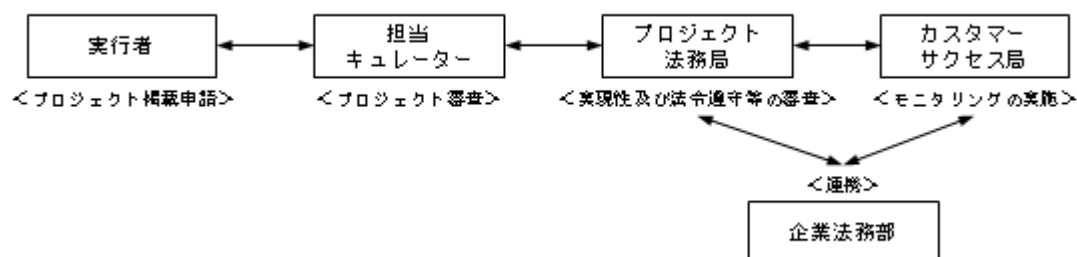 実行者
担当
キュレーター
プロジェクト
法務局
カスタマー
サクセス局
＜プロジェクト掲載申請＞
＜プロジェクト審査＞
＜実現性及び法令遵守等の審査＞
＜モニタリングの実施＞
＜連携＞
企業法務部